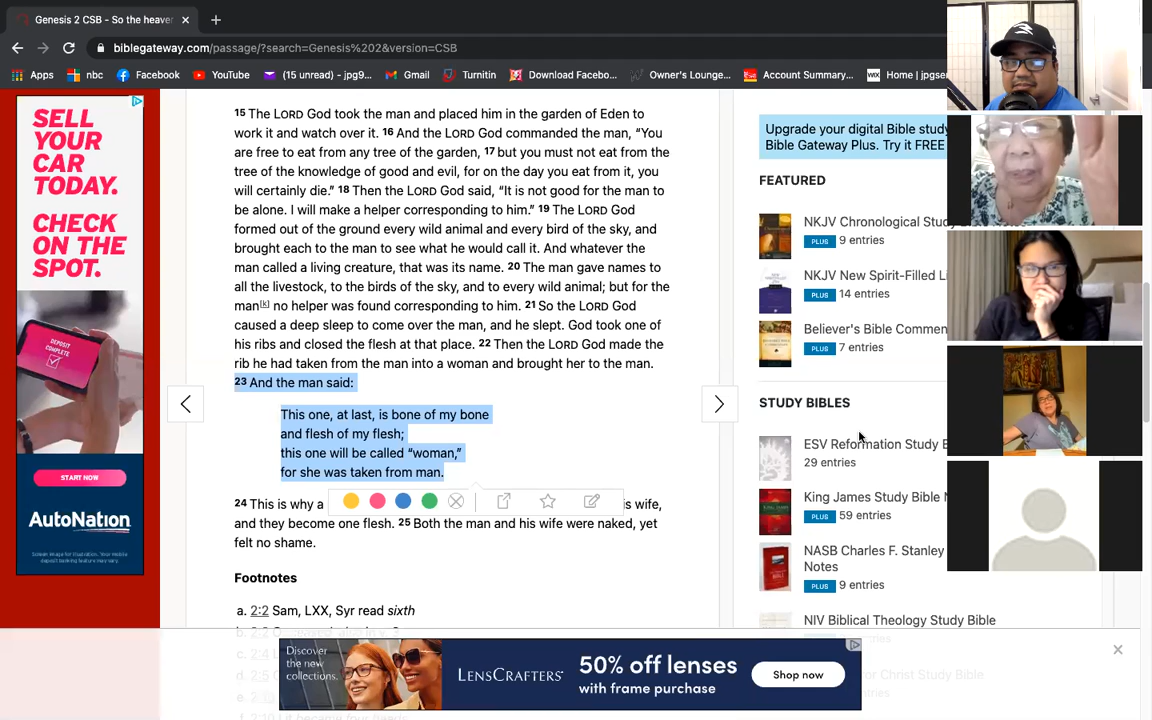 Genesis 2 CSB - So the heaver
biblegateway.com/passage/?search=Genesis%202&version=CSB
Apps nbc Facebook YouTube (15 unread) - jpg9... Gmail Turnitin Download Facebo... Owner's Lounge... Account Summary... Home | jpgser
SELL
YOUR
CAR
TODAY.
CHECK
ON THE
SPOT.
DEPOSIT
COMPLETE
START NOW
AutoNation
15 The LORD God took the man and placed him in the garden of Eden to
work it and watch over it. 16 And the LORD God commanded the man, “You
are free to eat from any tree of the garden, 17 but you must not eat from the
tree of the knowledge of good and evil, for on the day you eat from it, you
will certainly die.” 18 Then the LORD God said, “It is not good for the man to
be alone. I will make a helper corresponding to him.” 19 The LORD God
formed out of the ground every wild animal and every bird of the sky, and
brought each to the man to see what he would call it. And whatever the
man called a living creature, that was its name. 20 The man gave names to
all the livestock, to the birds of the sky, and to every wild animal; but for the
man[k] no helper was found corresponding to him. 21 So the LORD God
caused a deep sleep to come over the man, and he slept. God took one of
his ribs and closed the flesh at that place. 22 Then the LORD God made the
rib he had taken from the man into a woman and brought her to the man.
23 And the man said:
This one, at last, is bone of my bone
and flesh of my flesh;
this one will be called “woman,”
for she was taken from man.
24 This is why a is wife,
and they become one flesh. 25 Both the man and his wife were naked, yet
felt no shame.
Footnotes
a. 2:2 Sam, LXX, Syr read sixth
Upgrade your digital Bible study
Bible Gateway Plus. Try it FREE
FEATURED
NKJV Chronological Stu
PLUS 9 entries
NKJV New Spirit-Filled Li
PLUS 14 entries
Believer's Bible Commen
PLUS 7 entries
STUDY BIBLES
ESV Reformation Study B
29 entries
King James Study Bible
PLUS 59 entries
NASB Charles F. Stanley
Notes
PLUS 9 entries
NIV Biblical Theology Study Bible
or Christ Study Bible
Discover
the new
collections.
LENSCRAFTERS
50% off lenses
with frame purchase
Shop now